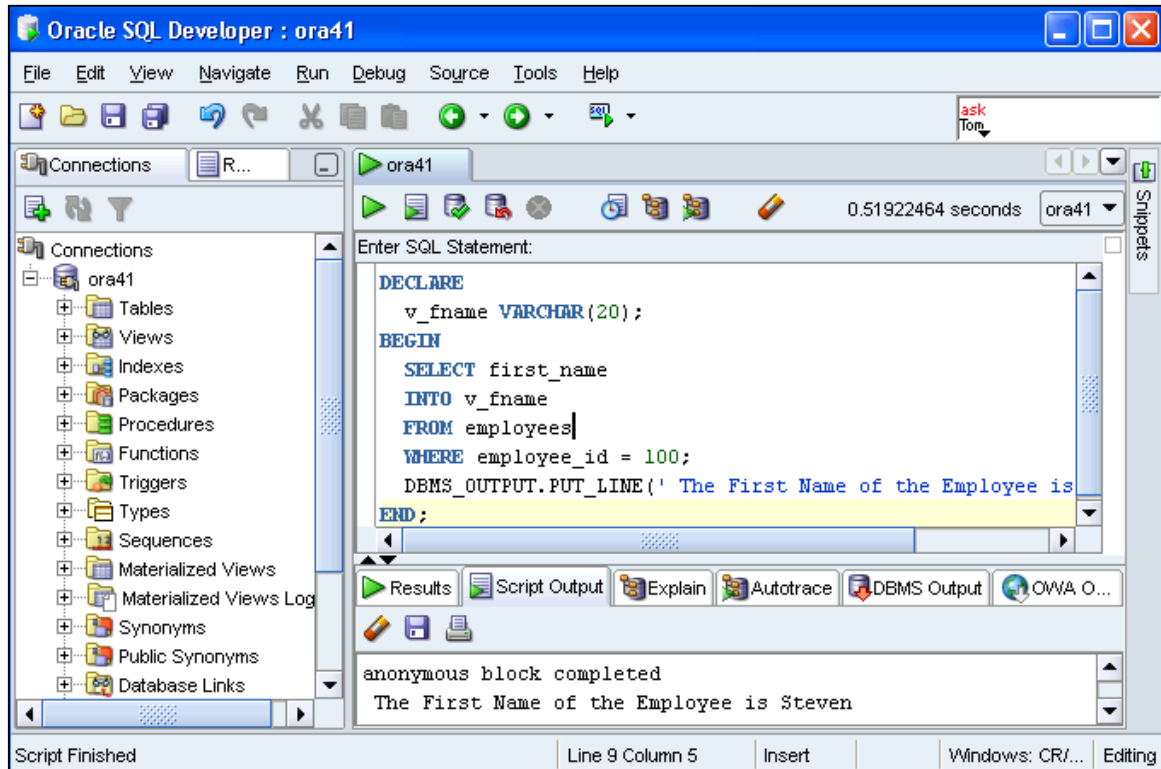 Oracle SQL Developer : ora41
File Edit View Navigate Run Debug Source Tools Help
SQL
ask
Tom
Connections R...
ora41
0.51922464 seconds ora41
Snippets
Connections
ora41
Tables
Views
Indexes
Packages
Procedures
Functions
Triggers
Types
Sequences
Materialized Views
Materialized Views Log
Synonyms
Public Synonyms
Database Links
Enter SQL Statement:
DECLARE
v_fname VARCHAR(20);
BEGIN
SELECT first_name
INTO v_fname
FROM employees
WHERE employee_id = 100;
DBMS_OUTPUT.PUT_LINE(' The First Name of the Employee is
END;
Results Script Output Explain Autotrace DBMS Output OWA O...
anonymous block completed
The First Name of the Employee is Steven
Script Finished Line 9 Column 5 Insert Windows: CR/... Editing